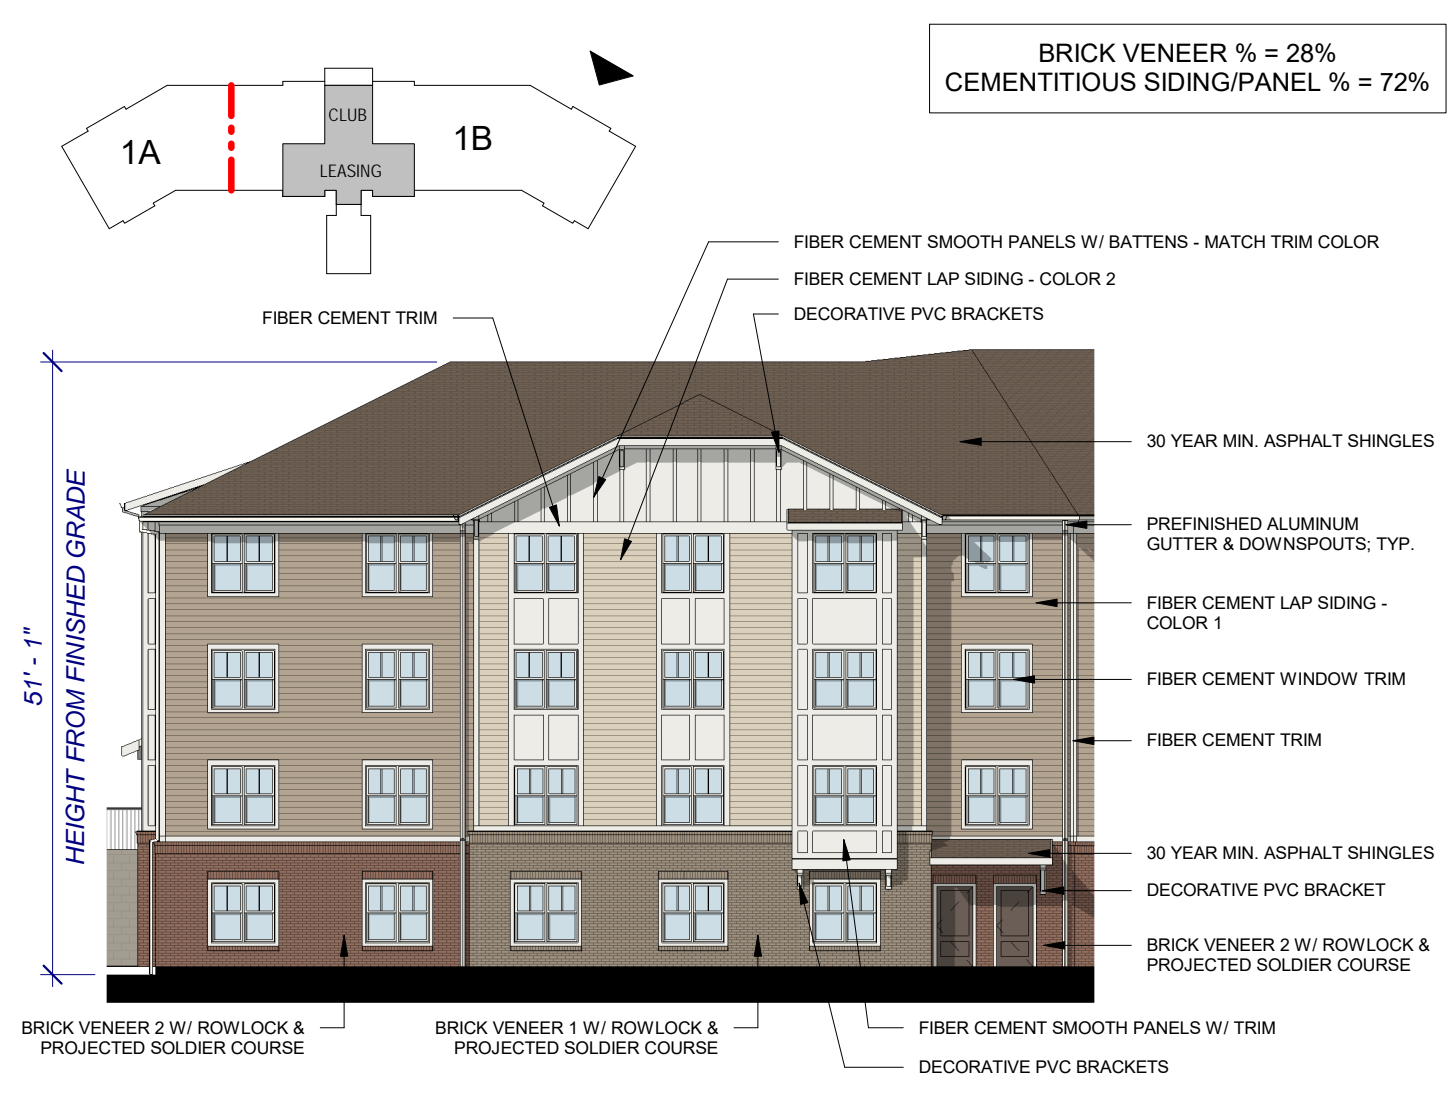 BRICK VENEER % = 28%
CEMENTITIOUS SIDING/PANEL % = 72%
CLUB
1A
1B
LEASING
FIBER CEMENT SMOOTH PANELS W/ BATTENS - MATCH TRIM COLOR
FIBER CEMENT LAP SIDING - COLOR 2
FIBER CEMENT TRIM
DECORATIVE PVC BRACKETS
30 YEAR MIN. ASPHALT SHINGLES
PREFINISHED ALUMINUM
GUTTER & DOWNSPOUTS; TYP.
FIBER CEMENT LAP SIDING -
COLOR 1
51' - 1"
HEIGHT FROM FINISHED GRADE
FIBER CEMENT WINDOW TRIM
FIBER CEMENT TRIM
30 YEAR MIN. ASPHALT SHINGLES
DECORATIVE PVC BRACKET
BRICK VENEER 2 W/ ROWLOCK &
PROJECTED SOLDIER COURSE
BRICK VENEER 2 W/ ROWLOCK &
PROJECTED SOLDIER COURSE
BRICK VENEER 1 W/ ROWLOCK &
PROJECTED SOLDIER COURSE
FIBER CEMENT SMOOTH PANELS W/ TRIM
DECORATIVE PVC BRACKETS